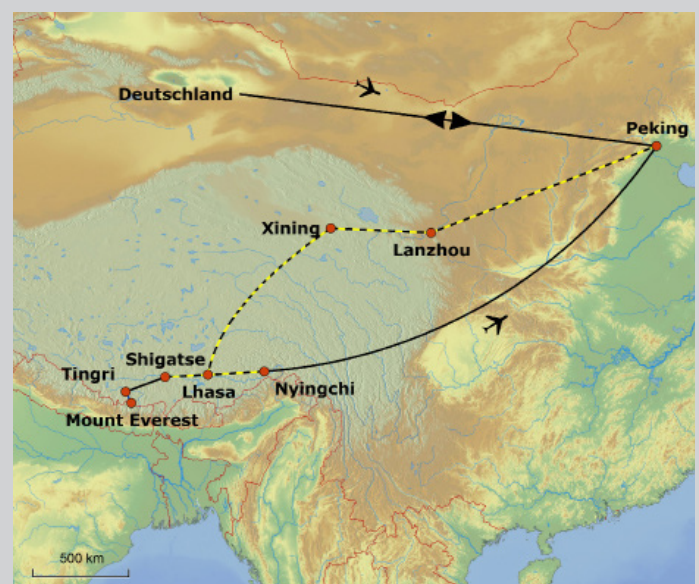 Deutschland
Peking
Xining
Lanzhou
Shigatse
Tingri
Lhasa
Nyingchi
Mount Everest
500 km